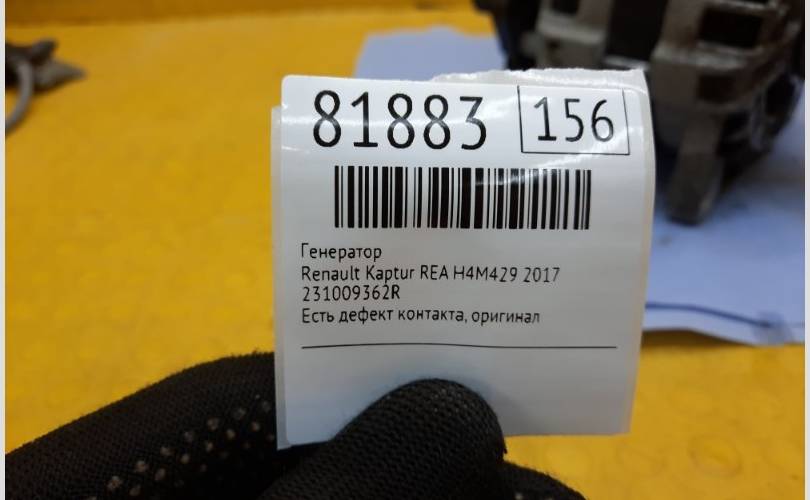 81883 156
Генератор
Renault Kaptur REA H4M429 2017
231009362R
Есть дефект контакта, оригинал